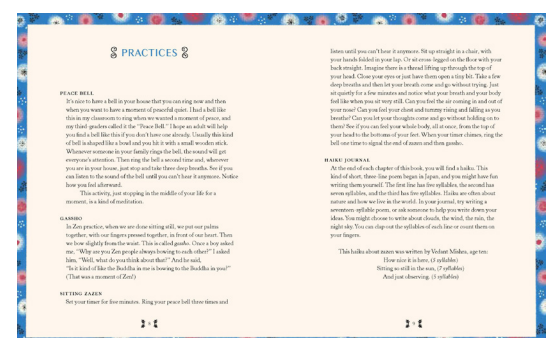 PRACTICES
PEACE BELL
It's nice to have a bell in your house that you can ring now and then
when you want to have a moment of peaceful quiet. I had a bell like
this in my classroom to ring when we wanted a moment of peace, and
my third-graders called it the "Peace Bell." I hope an adult will help
you find a bell like this if you don't have one already. Usually this kind
of bell is shaped like a bowl and you hit it with a small wooden stick.
Whenever someone in your family rings the bell, the sound will get
everyone's attention. Then ring the bell a second time and, wherever
you are in your house, just stop and take three deep breaths. See if you
can listen to the sound of the bell until you can't hear it anymore. Notice
how you feel afterward.
This activity, just stopping in the middle of your life for a
moment, is a kind of meditation.
GASSHO
In Zen practice, when we are done sitting still, we put our palms
together, with our fingers pressed together, in front of our heart. Then
we bow slightly from the waist. This is called gassho. Once a boy asked
me, "Why are you Zen people always bowing to each other?" I asked
him, "Well, what do you think about that?" And he said,
"Is it kind of like the Buddha in me is bowing to the Buddha in you?"
(That was a moment of Zen!)
SITTING ZAZEN
Set your timer for five minutes. Ring your peace bell three times and
listen until you can't hear it anymore. Sit up straight in a chair, with
your hands folded in your lap. Or sit cross-legged on the floor with your
back straight. Imagine there is a thread lifting up through the top of
your head. Close your eyes or just have them open a tiny bit. Take a few
deep breaths and then let your breath come and go without trying. Just
sit quietly for a few minutes and notice what your breath and your body
feel like when you sit very still. Can you feel the air coming in and out of
your nose? Can you feel your chest and tummy rising and falling as you
breathe? Can you let your thoughts come and go without holding on to
them? See if you can feel your whole body, all at once, from the top of
your head to the bottoms of your feet. When your timer chimes, ring the
bell one time to signal the end of zazen and then gassho.
HAIKU JOURNAL
At the end of each chapter of this book, you will find a haiku. This
kind of short, three-line poem began in Japan, and you might have fun
writing them yourself. The first line has five syllables, the second has
seven syllables, and the third has five syllables. Haiku are often about
nature and how we live in the world. In your journal, try writing a
seventeen-syllable poem, or ask someone to help you write down your
ideas. You might choose to write about clouds, the wind, the rain, the
night sky. You can clap out the syllables of each line or count them on
your fingers.
This haiku about zazen was written by Vedant Mishra, age ten:
How nice it is here, (5 syllables)
Sitting so still in the sun, (7 syllables)
And just observing. (5 syllables)